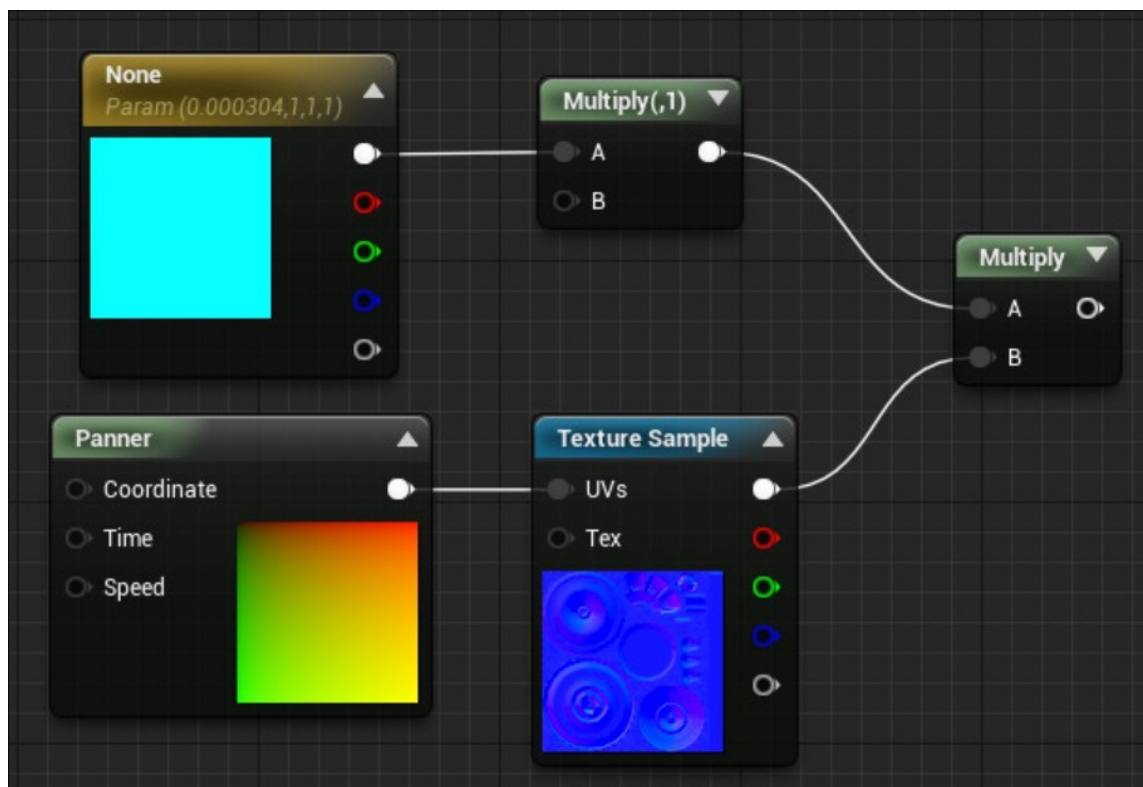 None
Param (0.000304,1,1,1)
Multiply(,1)
A
B
Multiply
A
B
Panner
Coordinate
Time
Speed
Texture Sample
UVs
Tex